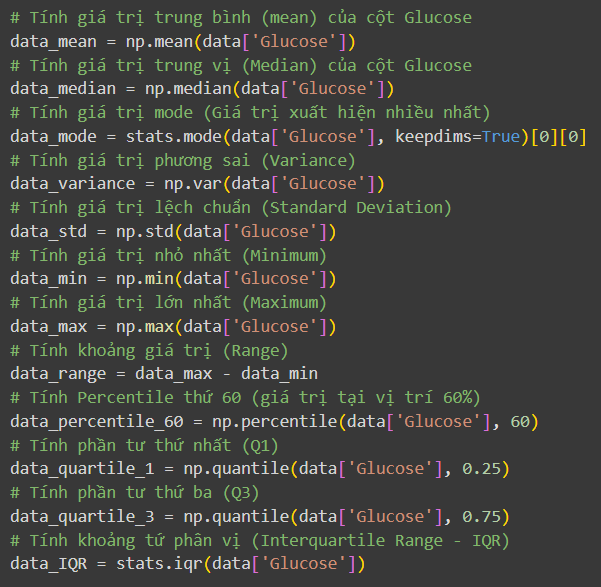 # Tính giá trị trung bình (mean) của cột Glucose
data_mean = np.mean(data['Glucose'])
# Tính giá trị trung vị (Median) của cột Glucose
data_median = np.median(data['Glucose'])
# Tính giá trị mode (Giá trị xuất hiện nhiều nhất)
data_mode = stats.mode(data['Glucose'], keepdims=True)[0][0]
# Tính giá trị phương sai (Variance)
data_variance = np.var(data['Glucose'])
# Tính giá trị lệch chuẩn (Standard Deviation)
data_std = np.std(data['Glucose'])
# Tính giá trị nhỏ nhất (Minimum)
data_min = np.min(data['Glucose'])
# Tính giá trị lớn nhất (Maximum)
data_max = np.max(data['Glucose'])
# Tính khoảng giá trị (Range)
data_range = data_max - data_min
# Tính Percentile thứ 60 (giá trị tại vị trí 60%)
data_percentile_60 = np.percentile(data['Glucose'], 60)
# Tính phần tư thứ nhất (Q1)
data_quartile_1 = np.quantile(data['Glucose'], 0.25)
# Tính phần tư thứ ba (Q3)
data_quartile_3 = np.quantile(data['Glucose'], 0.75)
# Tính khoảng tứ phân vị (Interquartile Range - IQR)
data_IQR = stats.iqr(data['Glucose'])